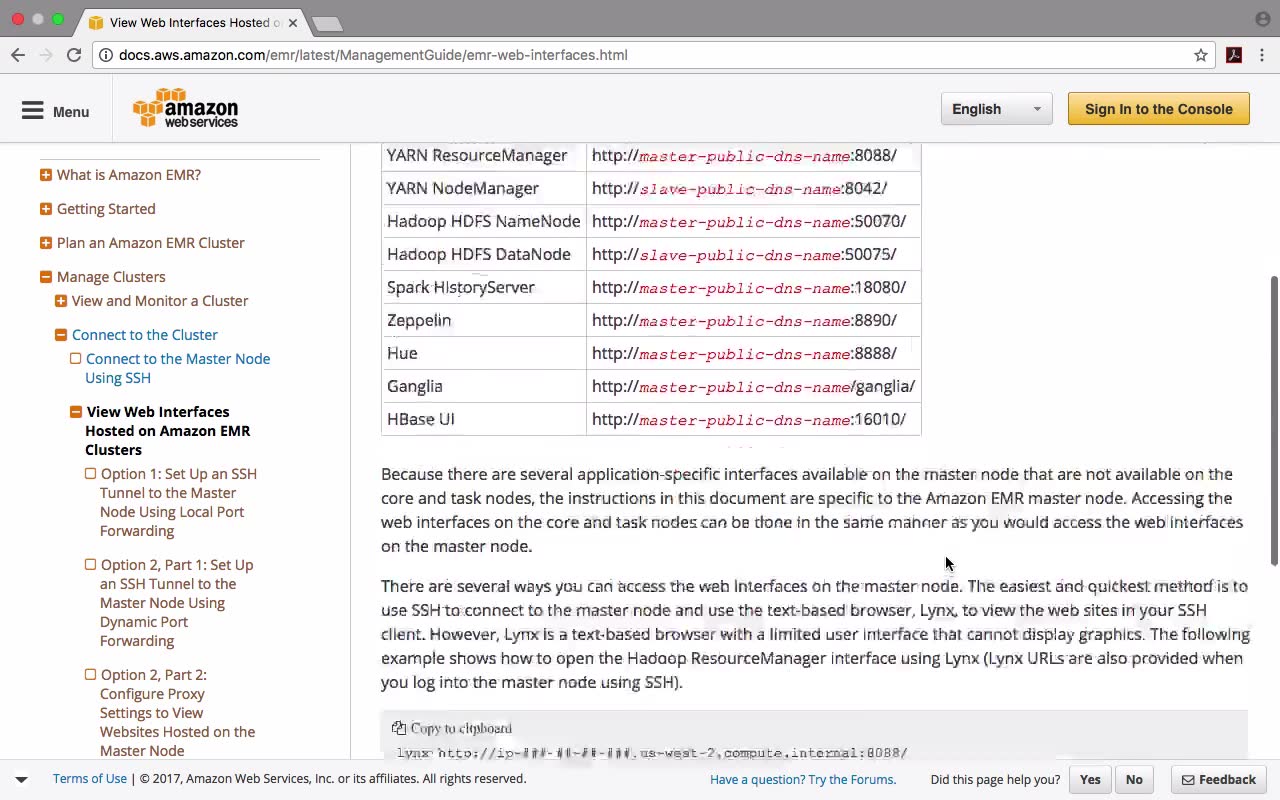 View Web Interfaces Hosted o
docs.aws.amazon.com/emr/latest/ManagementGuide/emr-web-interfaces.html
Menu
amazon
web services
English
Sign In to the Console
What is Amazon EMR?
Getting Started
Plan an Amazon EMR Cluster
Manage Clusters
View and Monitor a Cluster
Connect to the Cluster
Connect to the Master Node
Using SSH
View Web Interfaces
Hosted on Amazon EMR
Clusters
Option 1: Set Up an SSH
Tunnel to the Master
Node Using Local Port
Forwarding
Option 2, Part 1: Set Up
an SSH Tunnel to the
Master Node Using
Dynamic Port
Forwarding
Option 2, Part 2:
Configure Proxy
Settings to View
Websites Hosted on the
Master Node
YARN ResourceManager http://master-public-dns-name:8088/
YARN NodeManager http://slave-public-dns-name:8042/
Hadoop HDFS NameNode http://master-public-dns-name:50070/
Hadoop HDFS DataNode http://slave-public-dns-name:50075/
Spark HistoryServer http://master-public-dns-name:18080/
Zeppelin http://master-public-dns-name:8890/
Hue http://master-public-dns-name:8888/
Ganglia http://master-public-dns-name/ganglia/
HBase UI http://master-public-dns-name:16010/
Because there are several application-specific interfaces available on the master node that are not available on the
core and task nodes, the instructions in this document are specific to the Amazon EMR master node. Accessing the
web interfaces on the core and task nodes can be done in the same manner as you would access the web interfaces
on the master node.
There are several ways you can access the web interfaces on the master node. The easiest and quickest method is to
use SSH to connect to the master node and use the text-based browser, Lynx, to view the web sites in your SSH
client. However, Lynx is a text-based browser with a limited user interface that cannot display graphics. The following
example shows how to open the Hadoop ResourceManager interface using Lynx (Lynx URLs are also provided when
you log into the master node using SSH).
Copy to clipboard
lynx http://ip-###-##-##-###.us-west-2.compute.internal:8088/
Terms of Use | © 2017, Amazon Web Services, Inc. or its affiliates. All rights reserved.
Have a question? Try the Forums.
Did this page help you?
Yes
No
Feedback